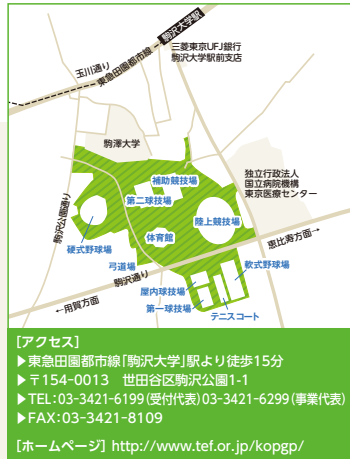 駒沢大学駅
玉川通り
東急田園都市線
三菱東京UFJ銀行
駒沢大学駅前支店
駒澤大学
補助競技場
第二球技場
独立行政法人
国立病院機構
東京医療センター
駒沢公園通り
陸上競技場
体育館
硬式野球場
恵比寿方面→
弓道場
駒沢通り
軟式野球場
屋内球技場
←用賀方面
第一球技場
テニスコート
[アクセス]
▶東急田園都市線「駒沢大学」駅より徒歩15分
▶〒154-0013 世田谷区駒沢公園1-1
▶TEL:03-3421-6199(受付代表)03-3421-6299(事業代表)
▶FAX:03-3421-8109
[ホームページ] http://www.tef.or.jp/kopgp/